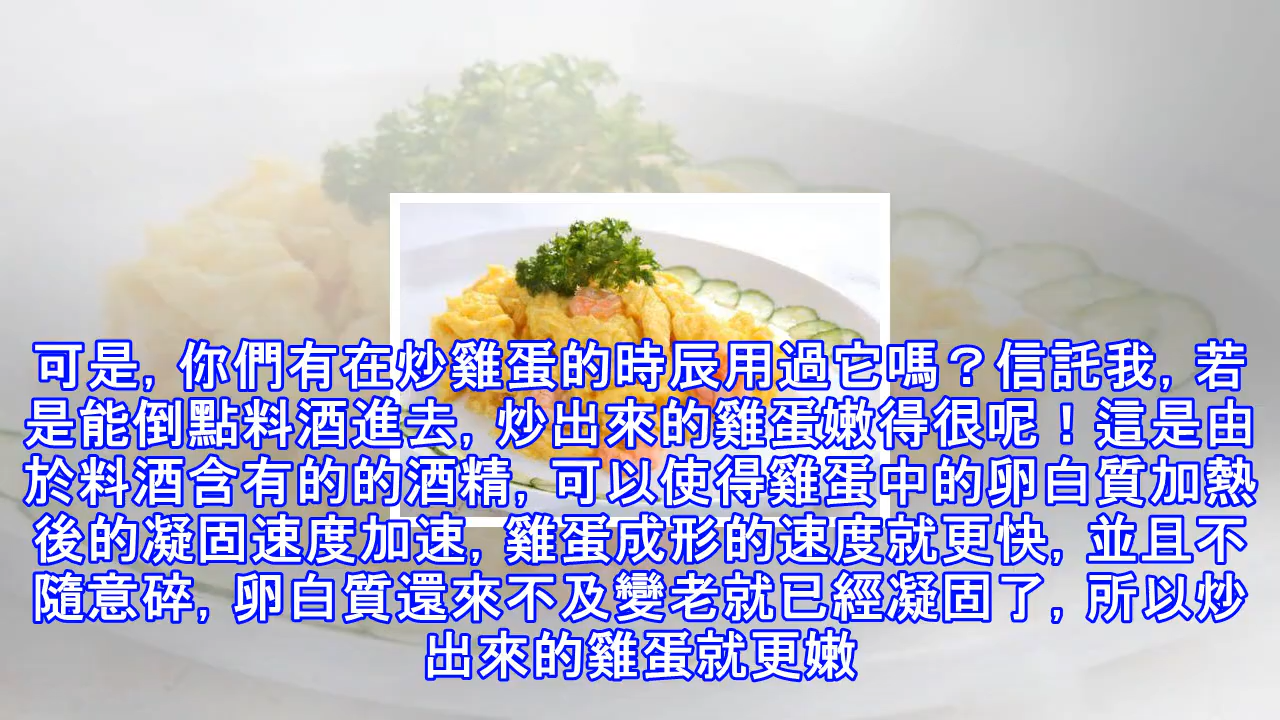 可是, 你們有在炒雞蛋的時辰用過它嗎？信託我, 若
是能倒點料酒進去, 炒出來的雞蛋嫩得很呢！這是由
於料酒含有的的酒精, 可以使得雞蛋中的卵白質加熱
後的凝固速度加速, 雞蛋成形的速度就更快, 並且不
隨意碎, 卵白質還來不及變老就已經凝固了, 所以炒
出來的雞蛋就更嫩